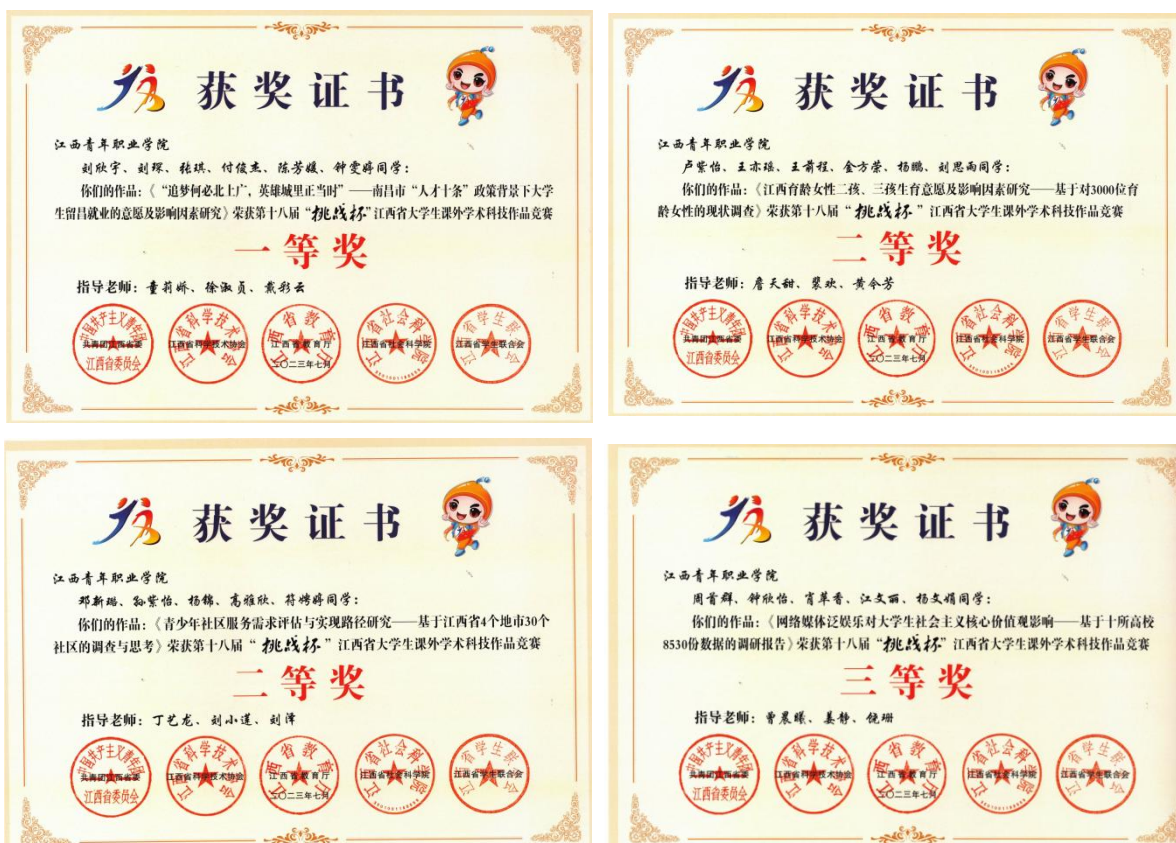 获奖证书
江西青年职业学院
刘欣宇、刘琛、张琪、付俊杰、陈芳媛、钟雯婷同学：
你们的作品：《“追梦何必北上广，英雄城里正当时”——南昌市“人才十条”政策背景下大学
生留昌就业的意愿及影响因素研究》荣获第十八届“挑战杯”江西省大学生课外学术科技作品竞赛
一等奖
指导老师：童莉娇、徐淑贞、戴彩云
共青团江西省委
江西省委员会
江西省科学技术协会
江西省教育厅
江西省社会科学院
江西省学生联合会
二〇二三年七月
获奖证书
江西青年职业学院
卢紫怡、王亦瑶、王前程、金方荣、杨鹏、刘思雨同学：
你们的作品：《江西育龄女性二孩、三孩生育意愿及影响因素研究——基于对3000位育
龄女性的现状调查》荣获第十八届“挑战杯”江西省大学生课外学术科技作品竞赛
二等奖
指导老师：詹天甜、裴欢、黄令芳
共青团江西省委
江西省委员会
江西省科学技术协会
江西省教育厅
江西省社会科学院
江西省学生联合会
二〇二三年七月
获奖证书
江西青年职业学院
邓新璐、孙紫怡、杨锦、高雅欣、符娉婷同学：
你们的作品：《青少年社区服务需求评估与实现路径研究——基于江西省4个地市30个
社区的调查与思考》荣获第十八届“挑战杯”江西省大学生课外学术科技作品竞赛
二等奖
指导老师：丁艺龙、刘小莲、刘泽
共青团江西省委
江西省委员会
江西省科学技术协会
江西省教育厅
江西省社会科学院
江西省学生联合会
二〇二三年七月
获奖证书
江西青年职业学院
周首群、钟欣怡、肖草香、江文丽、杨文娟同学：
你们的作品：《网络媒体泛娱乐对大学生社会主义核心价值观影响——基于十所高校
8530份数据的调研报告》荣获第十八届“挑战杯”江西省大学生课外学术科技作品竞赛
三等奖
指导老师：曾晨曦、姜静、饶珊
共青团江西省委
江西省委员会
江西省科学技术协会
江西省教育厅
江西省社会科学院
江西省学生联合会
二〇二三年七月